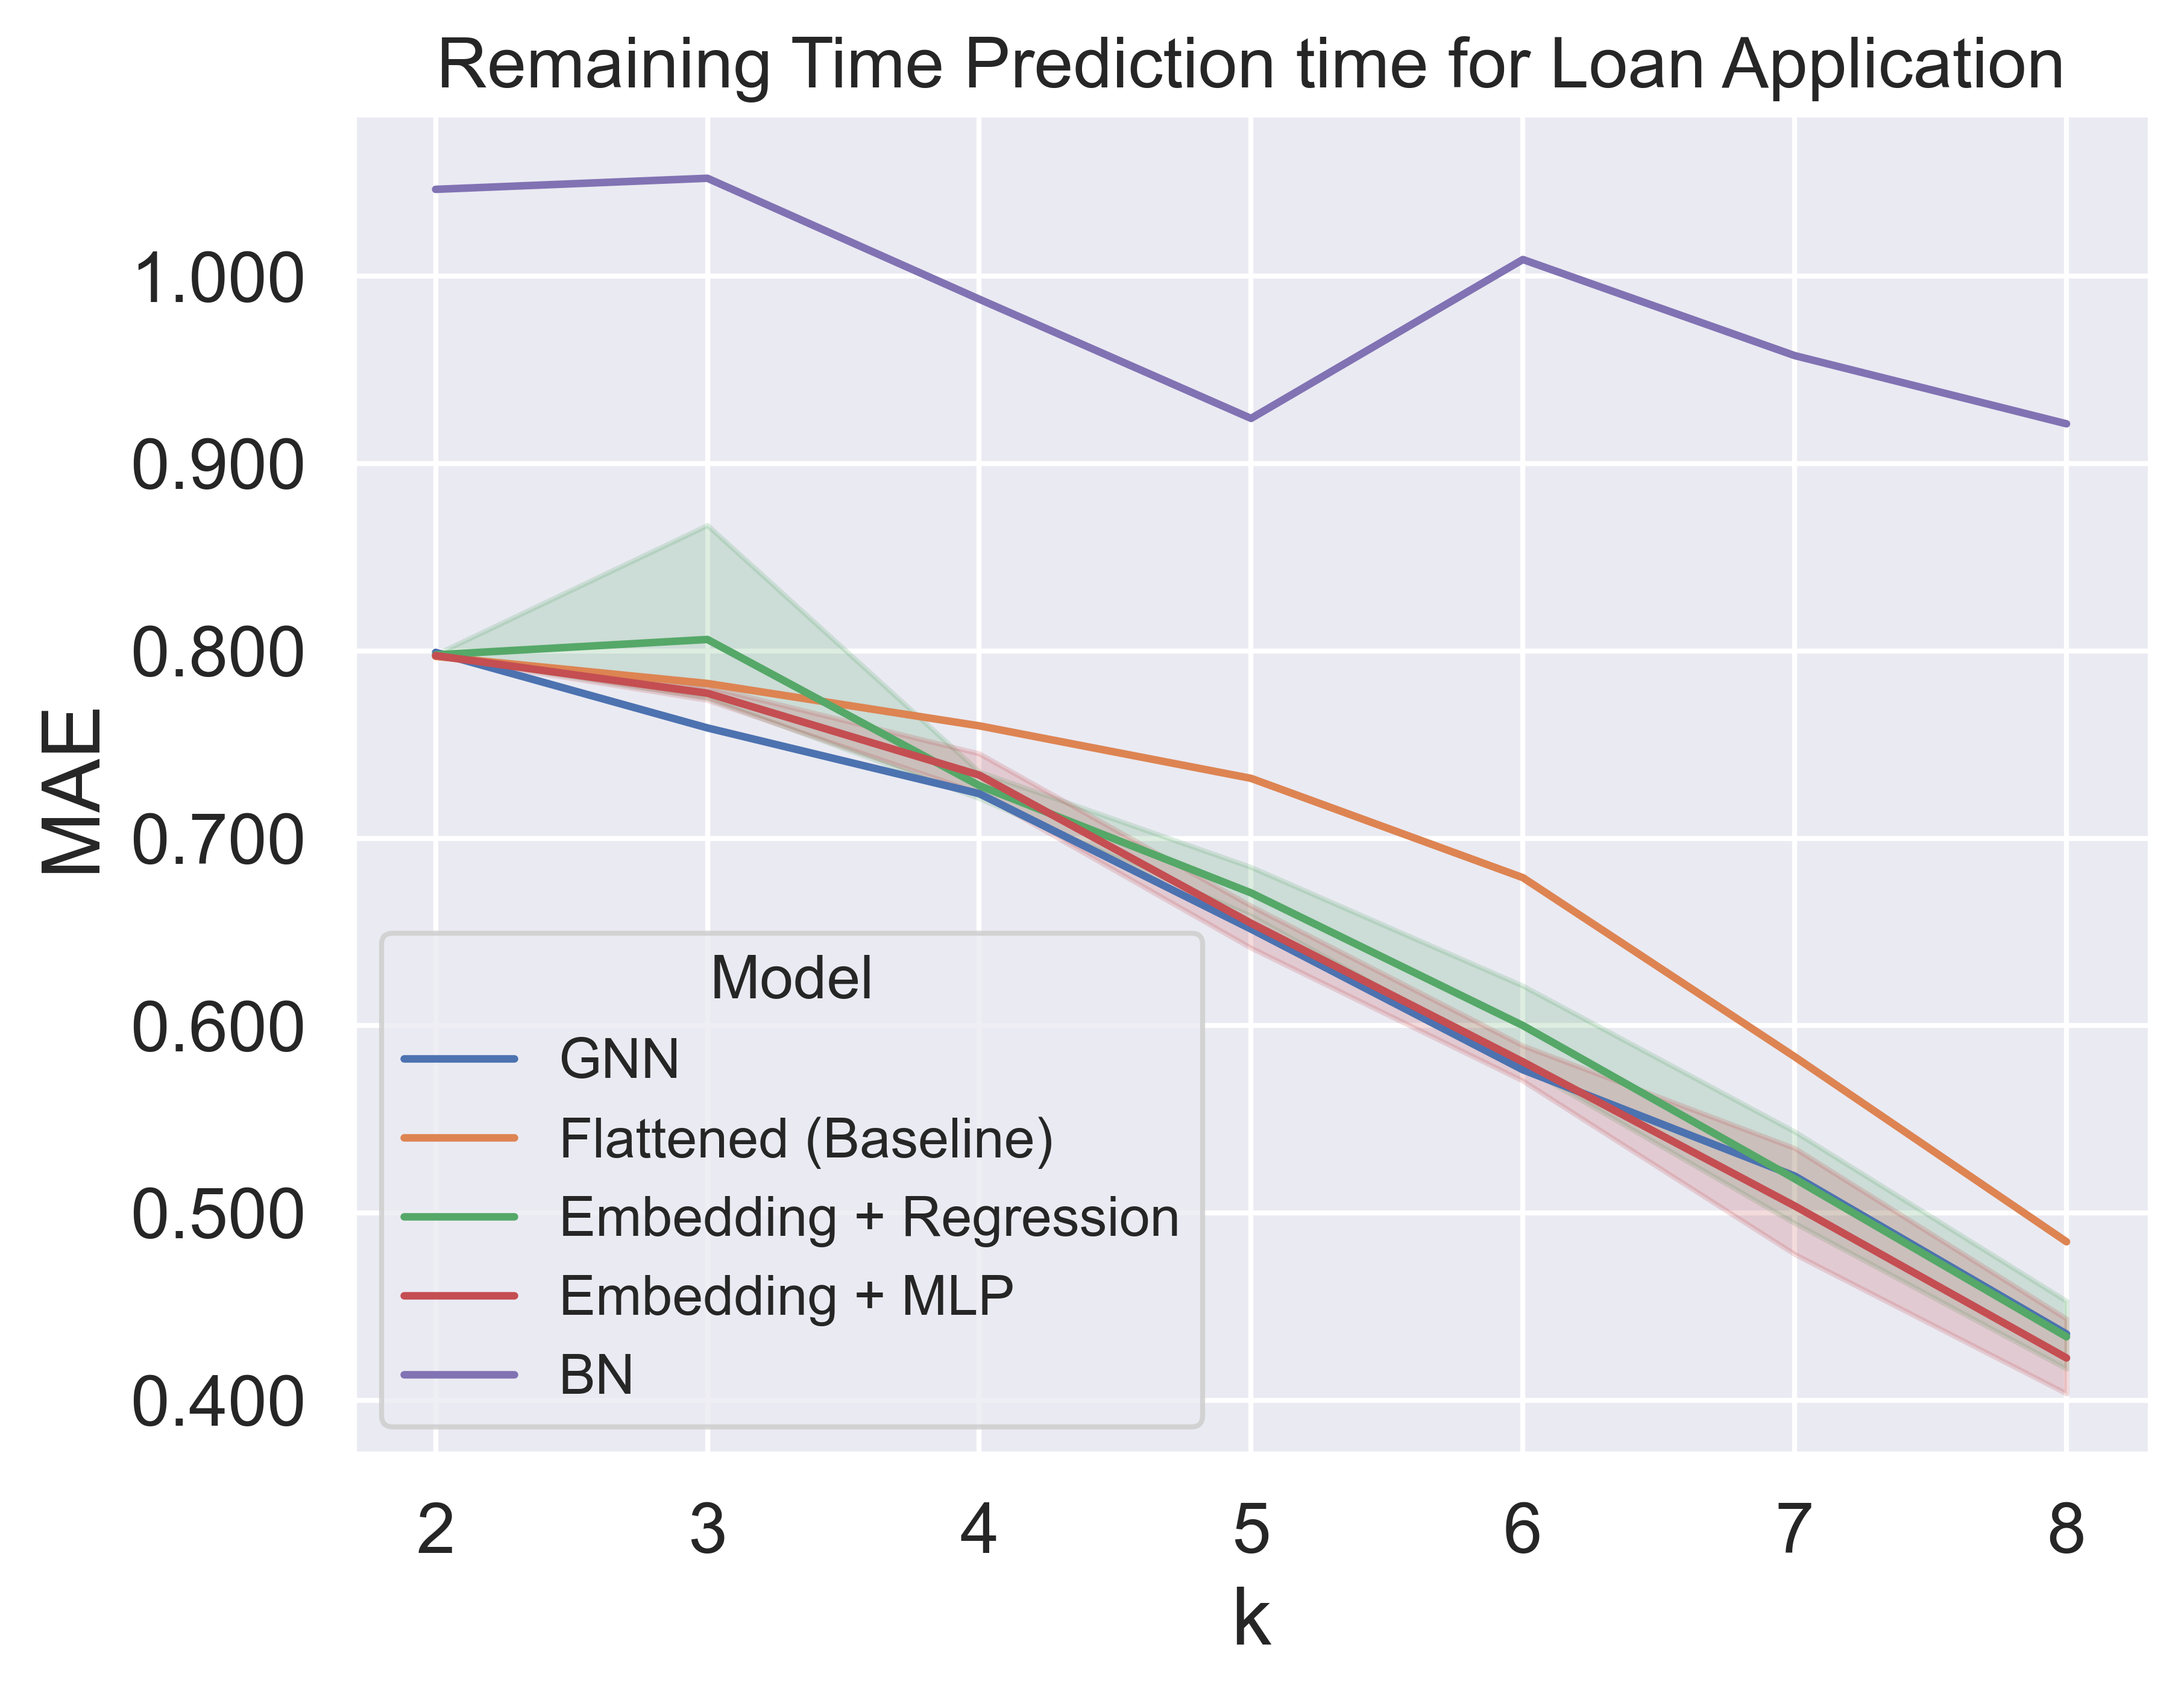 Remaining Time Prediction time for Loan Application
1.000
0.900
0.800
0.700
0.600
0.500
0.400
MAE
Model
GNN
Flattened (Baseline)
Embedding + Regression
Embedding + MLP
BN
2 3 4 5 6 7 8
k